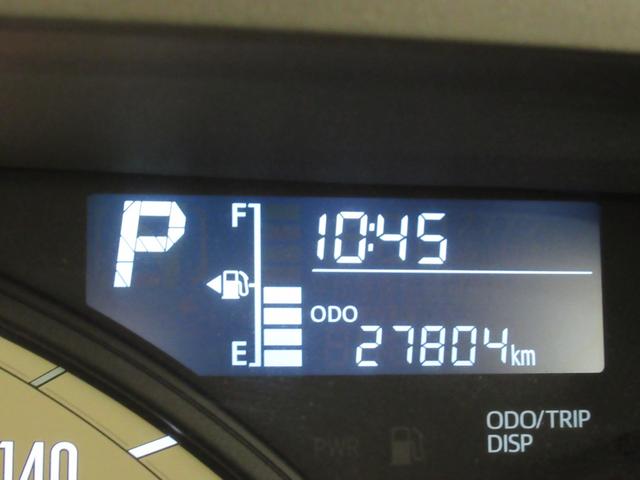 P
F
10:45
ODO
27804km
E
ODO/TRIP
DISP
PWR
140